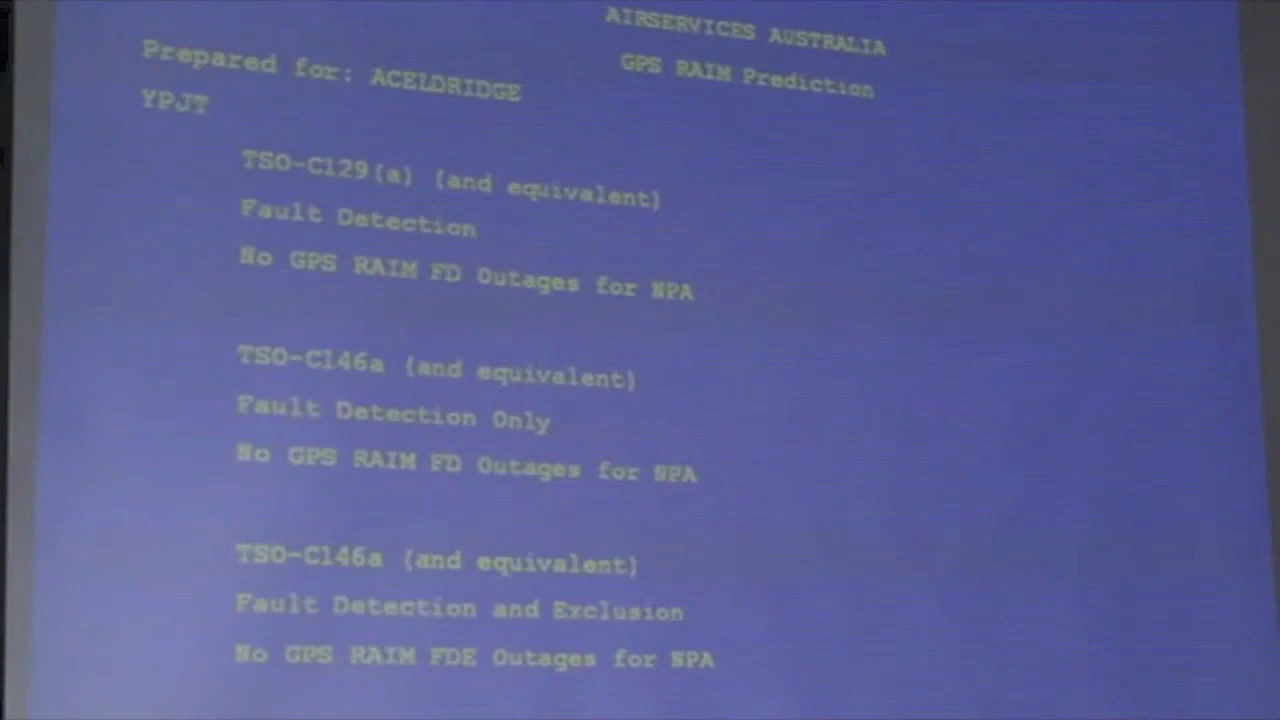 AIRSERVICES AUSTRALIA
GPS RAIM Prediction
Prepared for: ACELDRIDGE
YPJT
TSO-C129(a) (and equivalent)
Fault Detection
No GPS RAIM FD Outages for NPA
TSO-C146a (and equivalent)
Fault Detection Only
No GPS RAIM FD Outages for NPA
TSO-C146a (and equivalent)
Fault Detection and Exclusion
No GPS RAIM FDE Outages for NPA